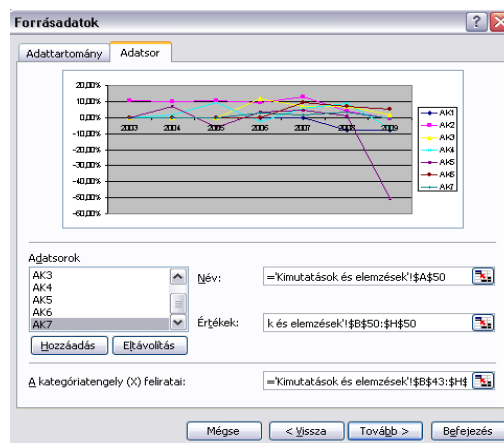 Forrásadatok
Adattartomány
Adatsor
20,00%
10,00%
0,00%
-10,00%
-20,00%
-30,00%
-40,00%
-50,00%
-60,00%
2003 2004 2005 2006 2007 2008 2009
AK1
AK2
AK3
AK4
AK5
AK6
AK7
Adatsorok
AK3
AK4
AK5
AK6
AK7
Név:
='Kimutatások és elemzések'!$A$50
Értékek:
k és elemzések'!$B$50:$H$50
Hozzáadás
Eltávolítás
A kategóriatengely (X) feliratai:
='Kimutatások és elemzések'!$B$43:$H$
Mégse
< Vissza
Tovább >
Befejezés